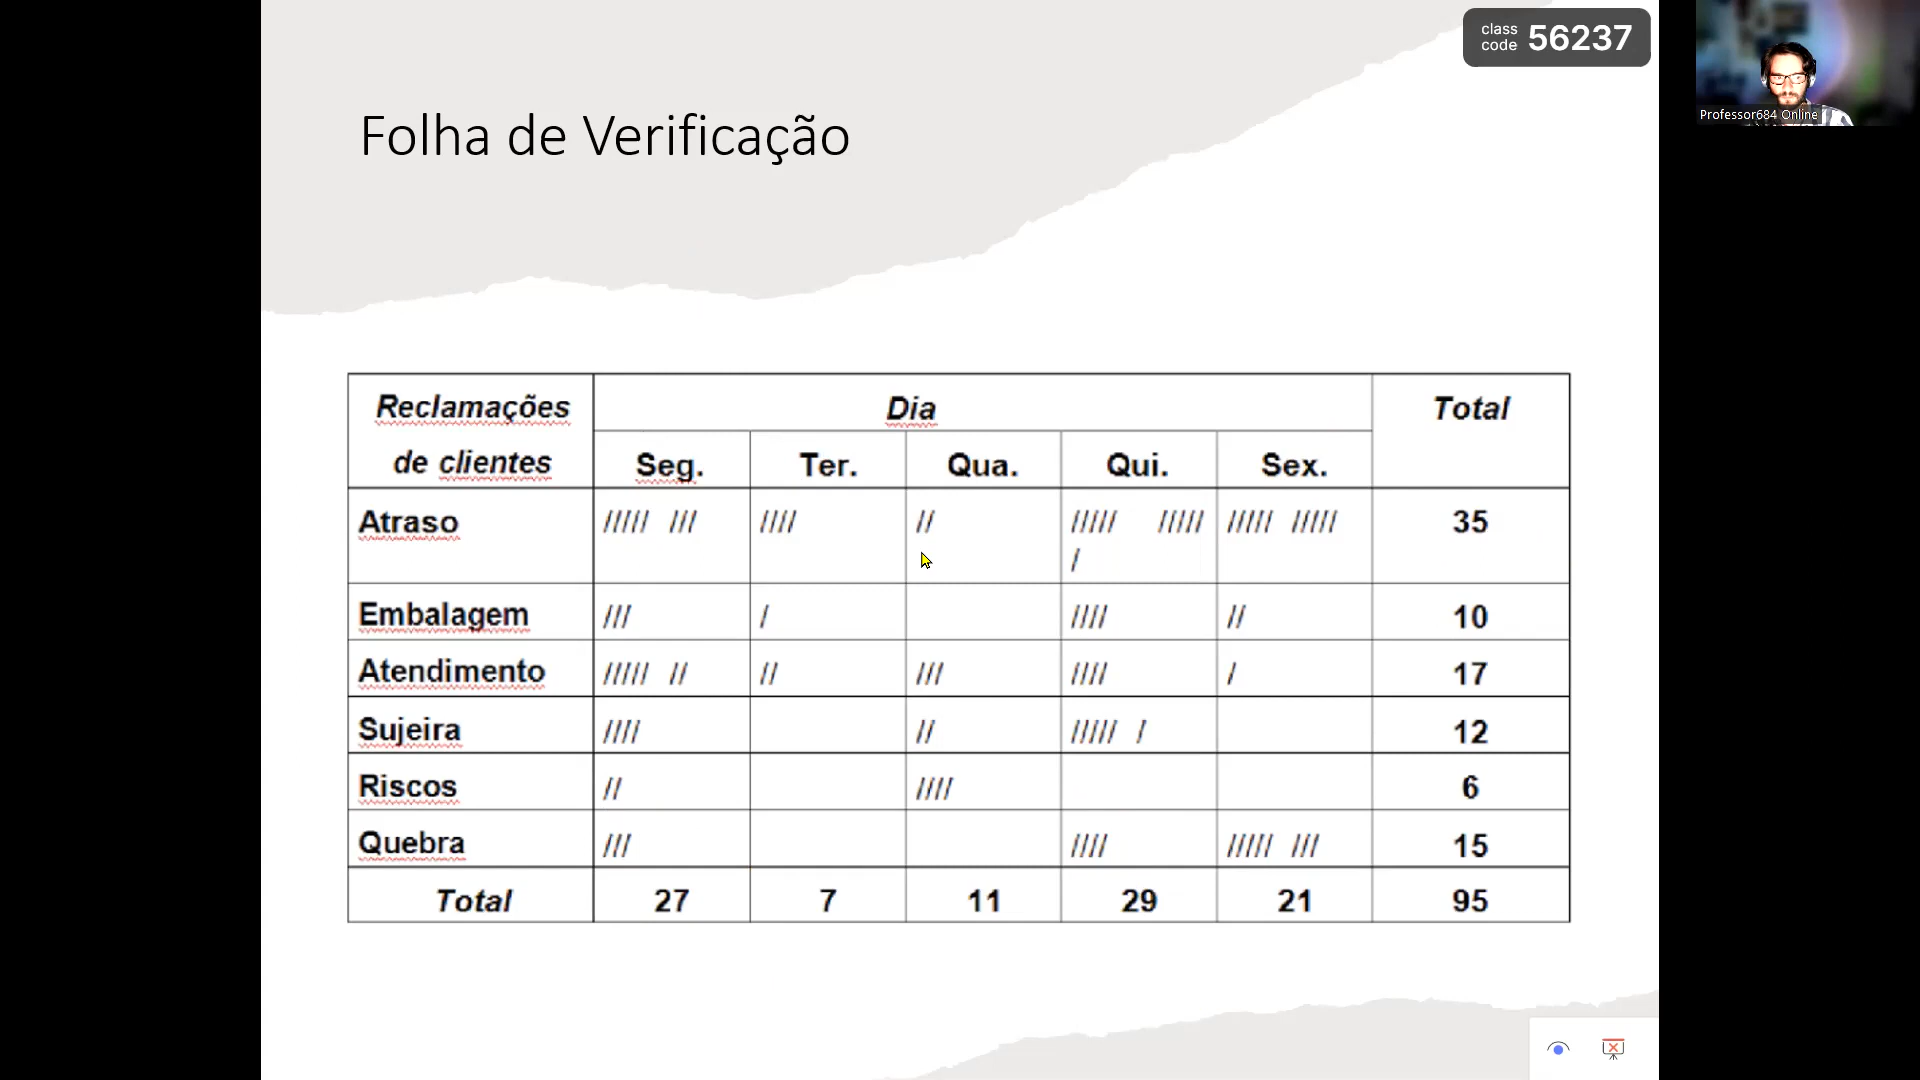 class
code 56237
Professor684 Online
Folha de Verificação
Reclamações de clientes Dia Total
Seg. Ter. Qua. Qui. Sex.
Atraso ///// /// //// // ///// ///// / ///// ///// 35
Embalagem /// / //// // 10
Atendimento ///// // // /// //// / 17
Sujeira //// // ///// / 12
Riscos // //// 6
Quebra /// //// ///// /// 15
Total 27 7 11 29 21 95